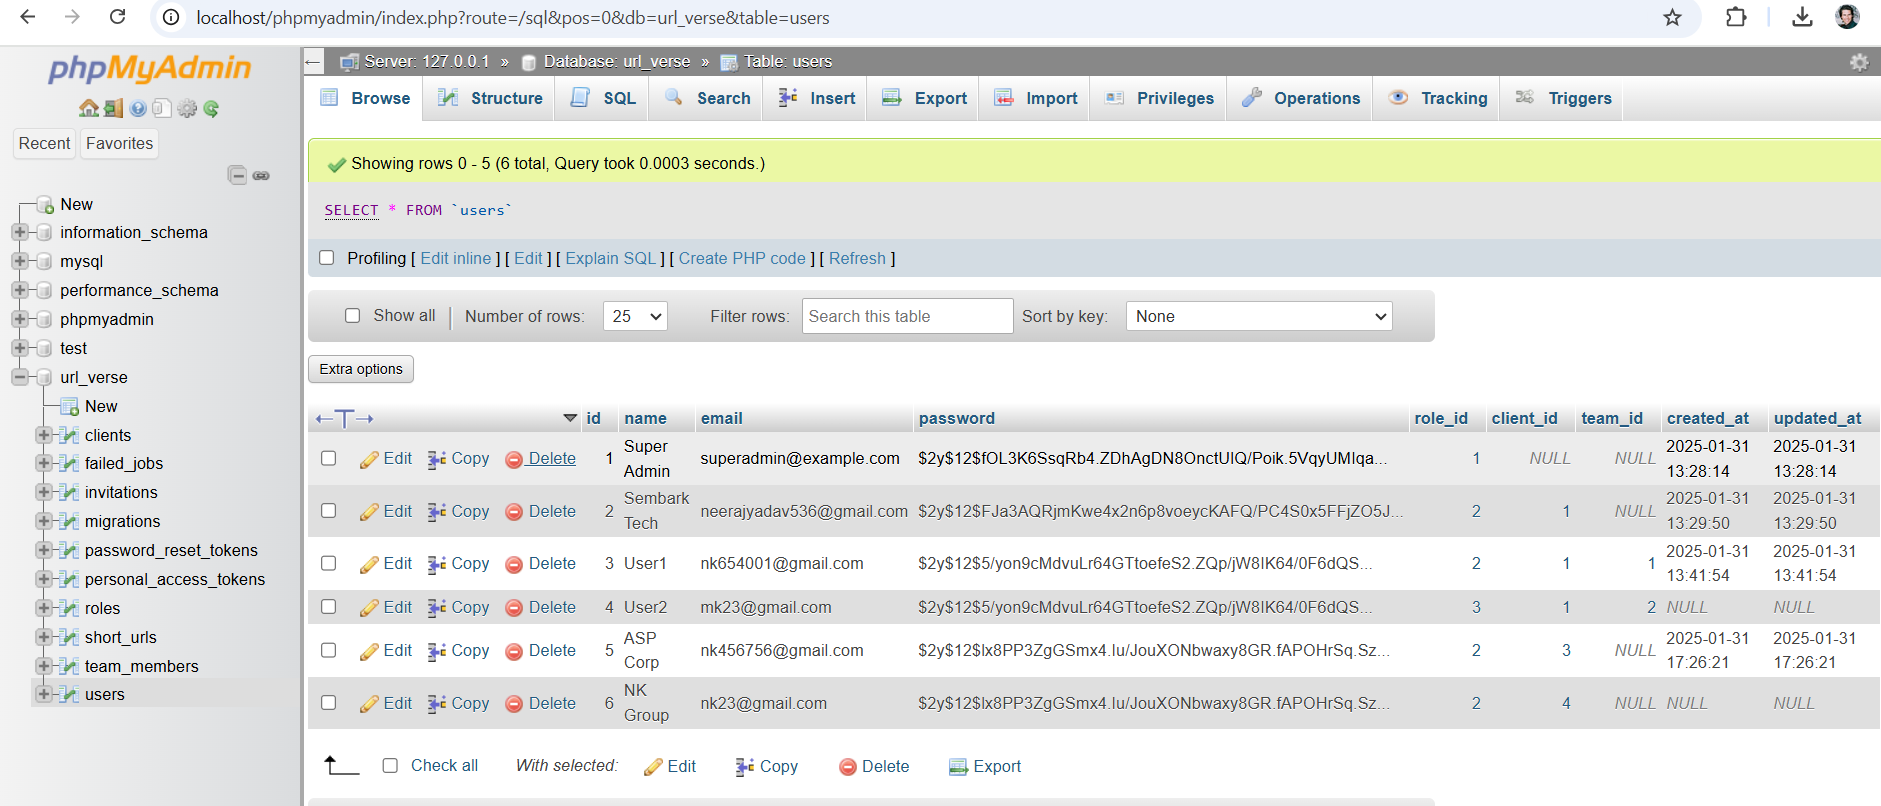 localhost/phpmyadmin/index.php?route=/sql&pos=0&db=url_verse&table=users
phpMyAdmin
Recent Favorites
New
information_schema
mysql
performance_schema
phpmyadmin
test
url_verse
New
clients
failed_jobs
invitations
migrations
password_reset_tokens
personal_access_tokens
roles
short_urls
team_members
users
Server: 127.0.0.1 » Database: url_verse » Table: users
Browse Structure SQL Search Insert Export Import Privileges Operations Tracking Triggers
Showing rows 0 - 5 (6 total, Query took 0.0003 seconds.)
SELECT * FROM `users`
Profiling [ Edit inline ] [ Edit ] [ Explain SQL ] [ Create PHP code ] [ Refresh ]
Show all Number of rows: 25 Filter rows: Search this table Sort by key: None
Extra options
id name email password role_id client_id team_id created_at updated_at
Edit Copy Delete 1 Super Admin superadmin@example.com $2y$12$fOL3K6SsqRb4.ZDhAgDN8OnctUIQ/Poik.5VqyUMIqa... 1 NULL NULL 2025-01-31 13:28:14 2025-01-31 13:28:14
Edit Copy Delete 2 Sembark Tech neerajyadav536@gmail.com $2y$12$FJa3AQRjmKwe4x2n6p8voeycKAFQ/PC4S0x5FFjZO5J... 2 1 NULL 2025-01-31 13:29:50 2025-01-31 13:29:50
Edit Copy Delete 3 User1 nk654001@gmail.com $2y$12$5/yon9cMdvuLr64GTtoefeS2.ZQp/jW8IK64/0F6dQS... 2 1 1 2025-01-31 13:41:54 2025-01-31 13:41:54
Edit Copy Delete 4 User2 mk23@gmail.com $2y$12$5/yon9cMdvuLr64GTtoefeS2.ZQp/jW8IK64/0F6dQS... 3 1 2 NULL NULL
Edit Copy Delete 5 ASP Corp nk456756@gmail.com $2y$12$Ix8PP3ZgGSmx4.lu/JouXONbwaxy8GR.fAPOHrSq.Sz... 2 3 NULL 2025-01-31 17:26:21 2025-01-31 17:26:21
Edit Copy Delete 6 NK Group nk23@gmail.com $2y$12$Ix8PP3ZgGSmx4.lu/JouXONbwaxy8GR.fAPOHrSq.Sz... 2 4 NULL NULL NULL
Check all With selected: Edit Copy Delete Export